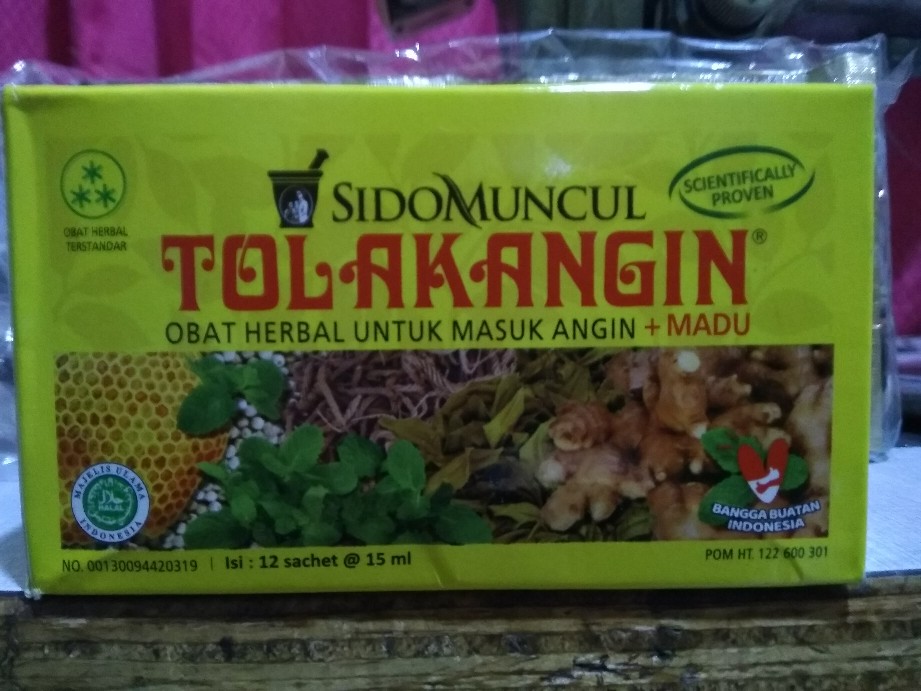 OBAT HERBAL
TERSTANDAR
SIDOMUNCUL
SCIENTIFICALLY
PROVEN
TOLAKANGIN®
OBAT HERBAL UNTUK MASUK ANGIN + MADU
MAJELIS ULAMA
HALAL
INDONESIA
BANGGA BUATAN
INDONESIA
NO. 00130094420319 | Isi : 12 sachet @ 15 ml
POM HT. 122 600 301